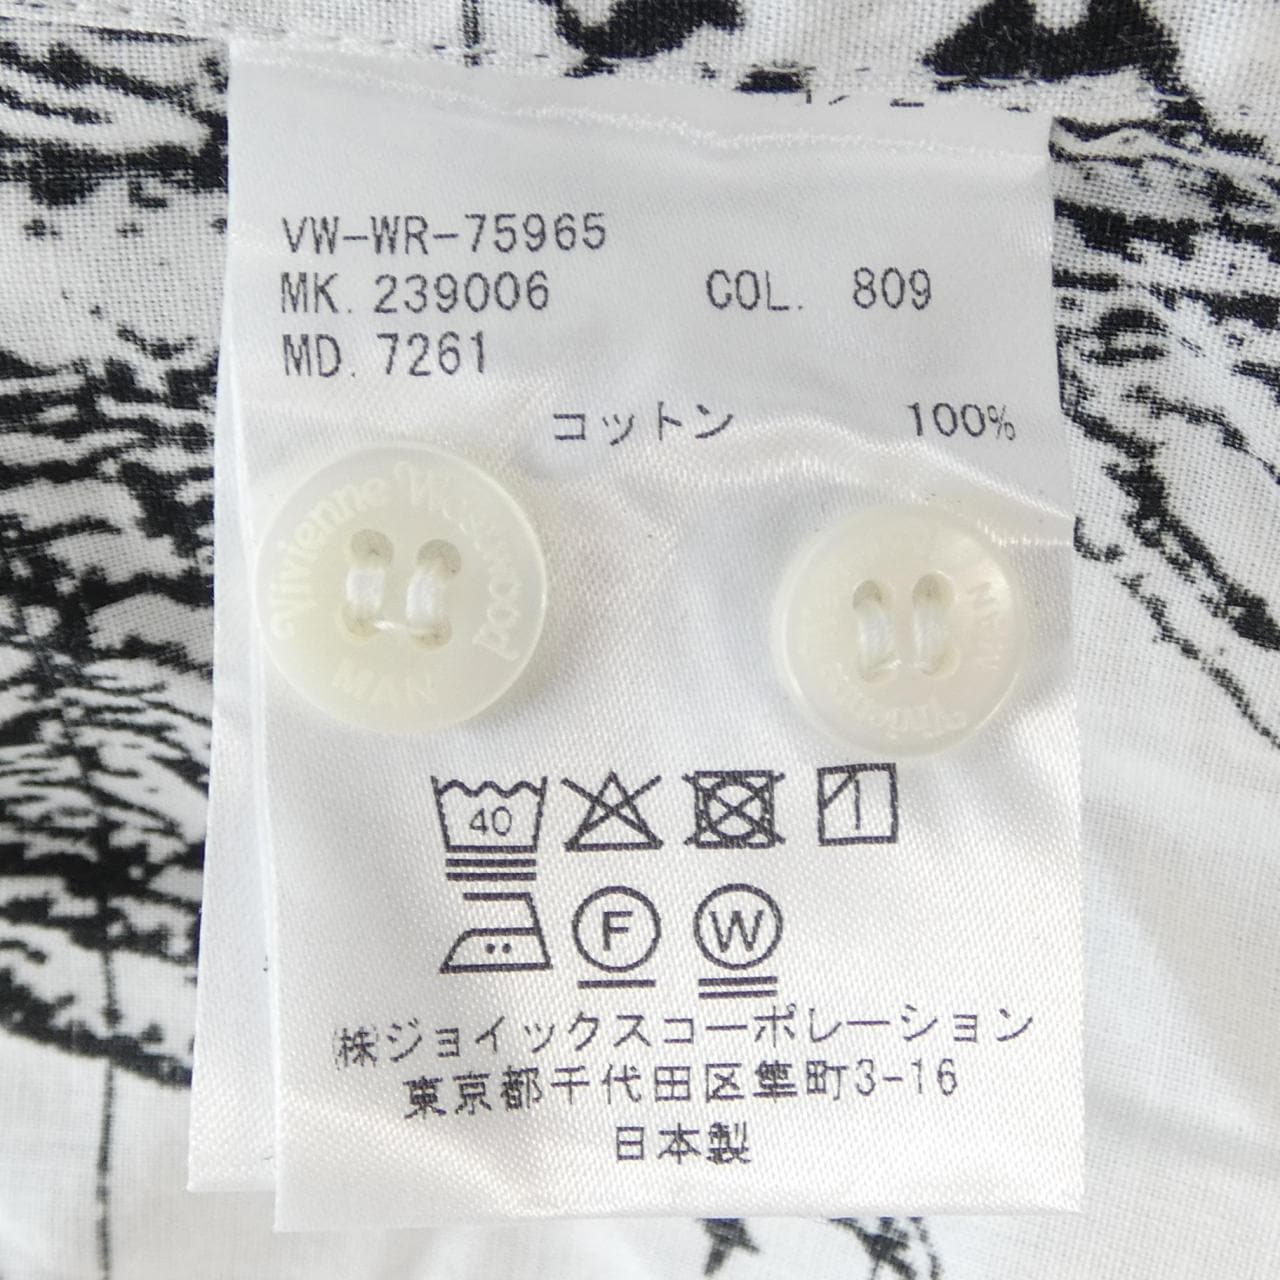 VW-WR-75965
MK. 239006 COL. 809
MD. 7261
コットン 100%
Vivienne Westwood
MAN
MAN
40
F W
(株)ジョイックスコーポレーション
東京都千代田区隼町3-16
日本製